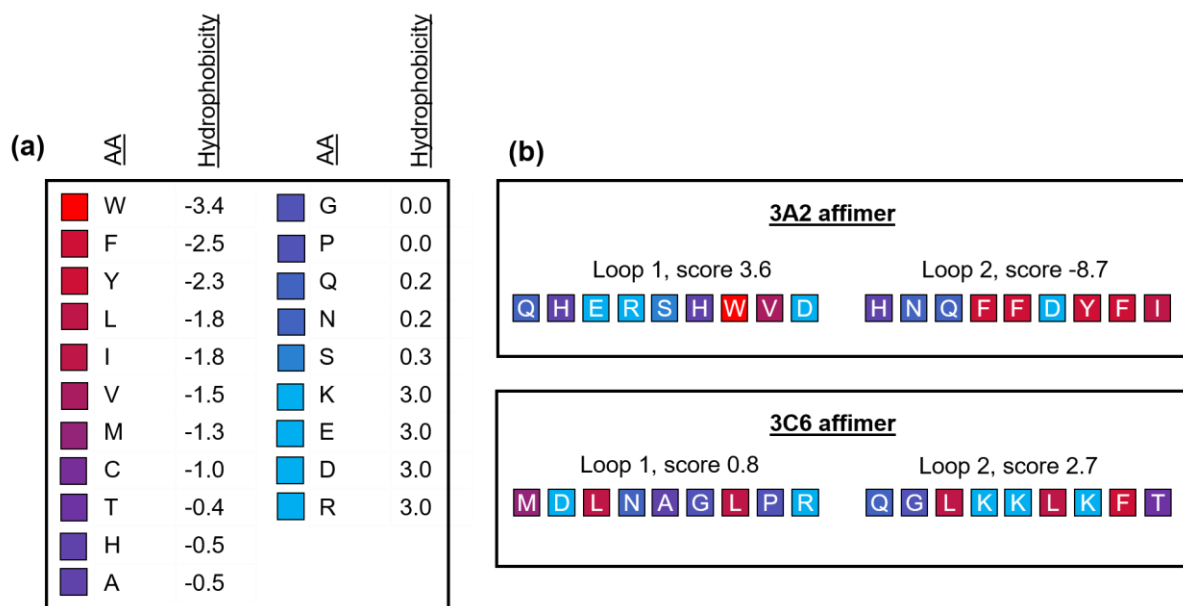 (a)
AA Hydrophobicity AA Hydrophobicity
W -3.4 G 0.0
F -2.5 P 0.0
Y -2.3 Q 0.2
L -1.8 N 0.2
I -1.8 S 0.3
V -1.5 K 3.0
M -1.3 E 3.0
C -1.0 D 3.0
T -0.4 R 3.0
H -0.5
A -0.5
(b)
3A2 affimer
Loop 1, score 3.6 Loop 2, score -8.7
Q H E R S H W V D H N Q F F D Y F I
3C6 affimer
Loop 1, score 0.8 Loop 2, score 2.7
M D L N A G L P R Q G L K K L K F T